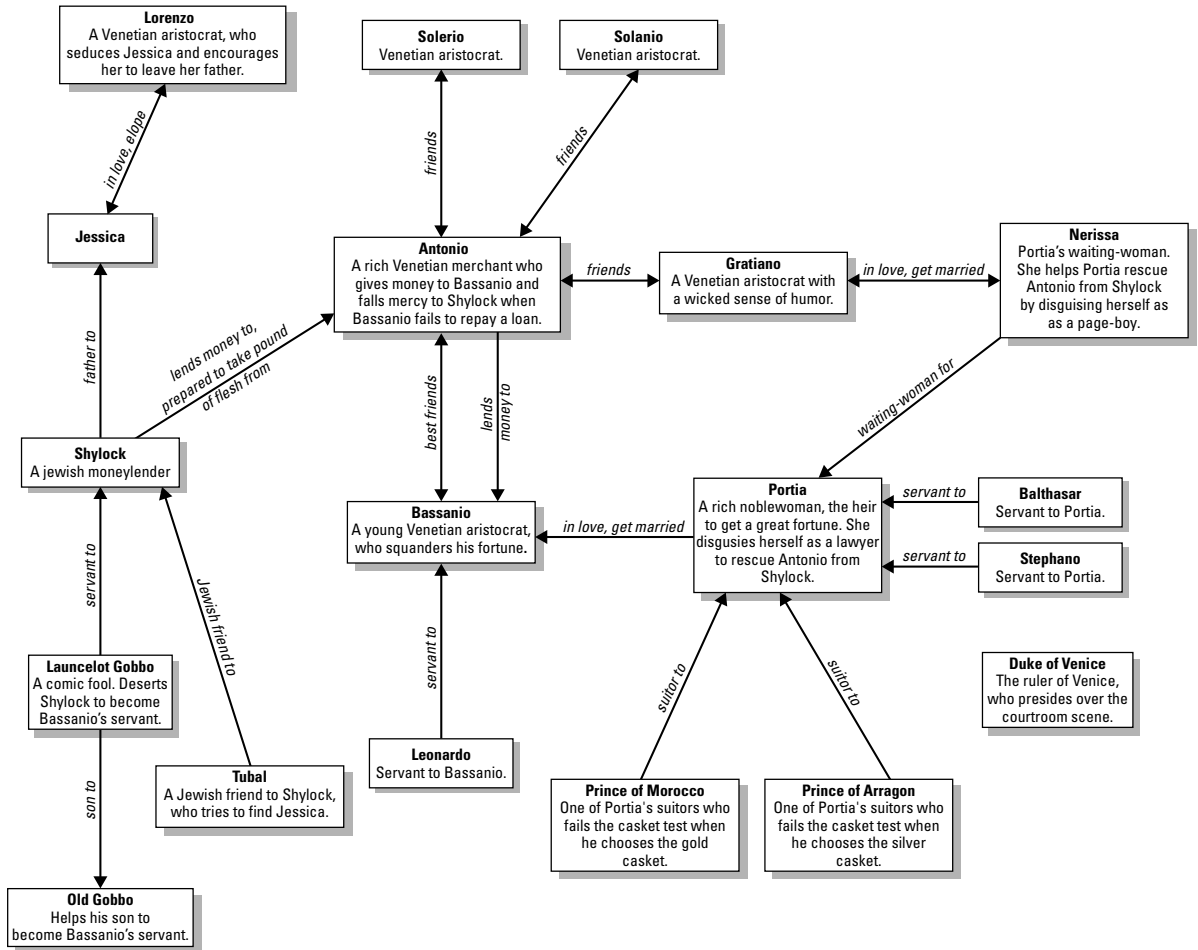 Lorenzo
A Venetian aristocrat, who
seduces Jessica and encourages
her to leave her father.
Solerio
Venetian aristocrat.
Solanio
Venetian aristocrat.
in love, elope
friends
friends
Jessica
Antonio
A rich Venetian merchant who
gives money to Bassanio and
falls mercy to Shylock when
Bassanio fails to repay a loan.
friends
Gratiano
A Venetian aristocrat with
a wicked sense of humor.
in love, get married
Nerissa
Portia's waiting-woman.
She helps Portia rescue
Antonio from Shylock
by disguising herself as
as a page-boy.
father to
lends money to,
prepared to take pound
of flesh from
best friends
lends
money to
waiting-woman for
Shylock
A jewish moneylender
Bassanio
A young Venetian aristocrat,
who squanders his fortune.
in love, get married
Portia
A rich noblewoman, the heir
to get a great fortune. She
disgusies herself as a lawyer
to rescue Antonio from
Shylock.
servant to
Balthasar
Servant to Portia.
servant to
Stephano
Servant to Portia.
servant to
Jewish friend to
servant to
suitor to
suitor to
Launcelot Gobbo
A comic fool. Deserts
Shylock to become
Bassanio's servant.
Duke of Venice
The ruler of Venice,
who presides over the
courtroom scene.
Leonardo
Servant to Bassanio.
son to
Tubal
A Jewish friend to Shylock,
who tries to find Jessica.
Prince of Morocco
One of Portia's suitors who
fails the casket test when
he chooses the gold
casket.
Prince of Arragon
One of Portia's suitors who
fails the casket test when
he chooses the silver
casket.
Old Gobbo
Helps his son to
become Bassanio's servant.